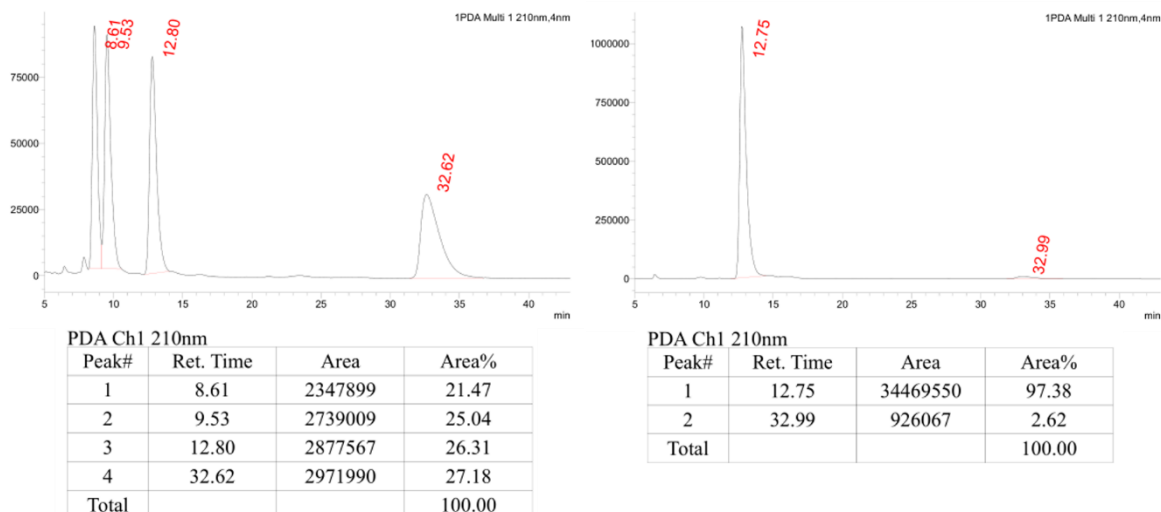 1PDA Multi 1 210nm,4nm
8.61
9.53
12.80
32.62
75000
50000
25000
0
5 10 15 20 25 30 35 40
min
PDA Ch1 210nm
Peak# Ret. Time Area Area%
1 8.61 2347899 21.47
2 9.53 2739009 25.04
3 12.80 2877567 26.31
4 32.62 2971990 27.18
Total 100.00
1PDA Multi 1 210nm,4nm
12.75
32.99
1000000
750000
500000
250000
0
5 10 15 20 25 30 35 40
min
PDA Ch1 210nm
Peak# Ret. Time Area Area%
1 12.75 34469550 97.38
2 32.99 926067 2.62
Total 100.00